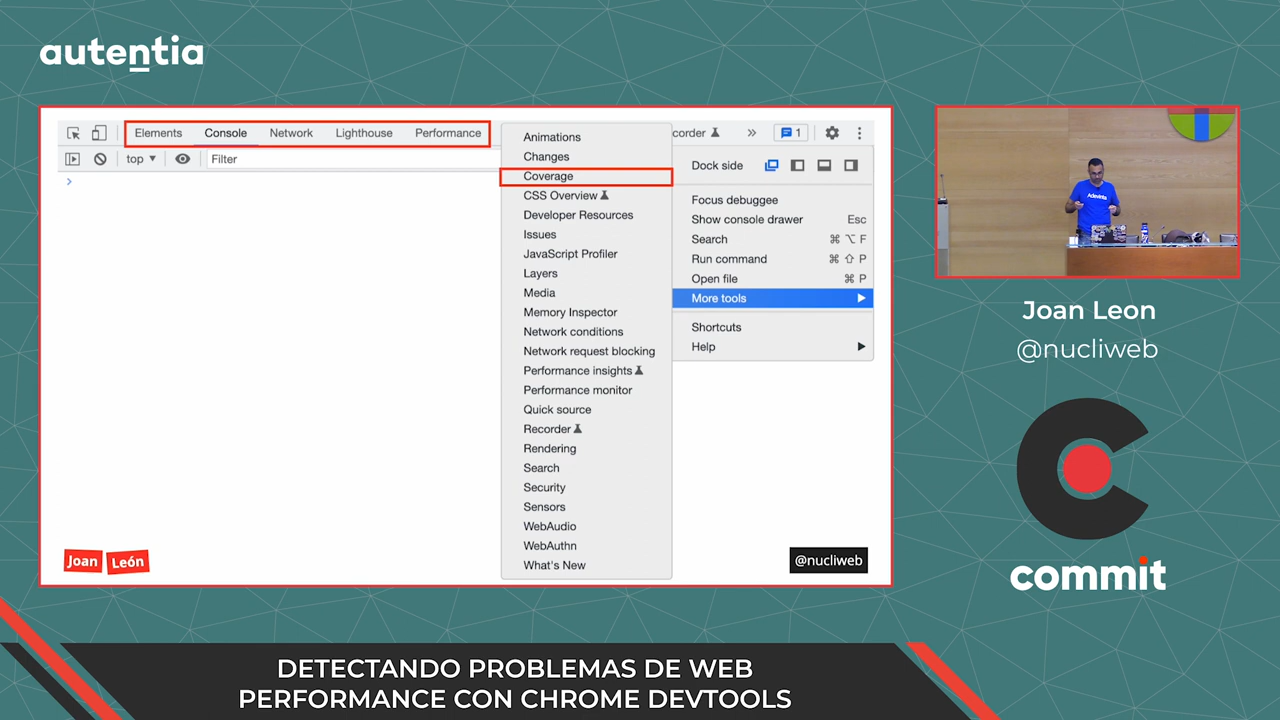 autentia
Elements Console Network Lighthouse Performance
corder » 1
top ▼ Filter
>
Animations
Changes
Coverage
CSS Overview
Developer Resources
Issues
JavaScript Profiler
Layers
Media
Memory Inspector
Network conditions
Network request blocking
Performance insights
Performance monitor
Quick source
Recorder
Rendering
Search
Security
Sensors
WebAudio
WebAuthn
What's New
Dock side
Focus debuggee
Show console drawer Esc
Search ⌘ ⌥ F
Run command ⌘ ⇧ P
Open file ⌘ P
More tools ▶
Shortcuts
Help ▶
Joan León
@nucliweb
Adevinta
Joan Leon
@nucliweb
commit
DETECTANDO PROBLEMAS DE WEB
PERFORMANCE CON CHROME DEVTOOLS